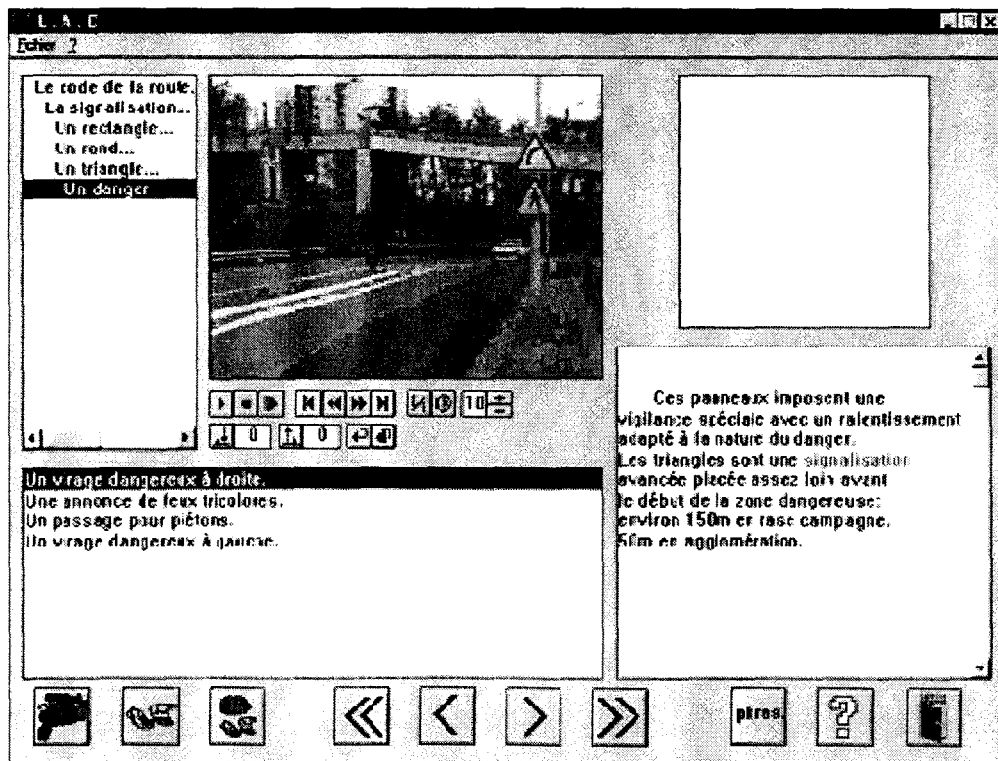 L.A.C
Fichier ?
Le code de la route.
La signalisation...
Un rectangle...
Un rond...
Un triangle...
Un danger
10
0
0
Ces panneaux imposent une
vigilance spéciale avec un ralentissement
adapté à la nature du danger.
Les triangles sont une signalisation
avancée placée assez loin avant
le début de la zone dangereuse:
environ 150m en rase campagne,
50m en agglomération.
Un virage dangereux à droite.
Une annonce de feux tricolores.
Un passage pour piétons.
Un virage dangereux à gauche.
?